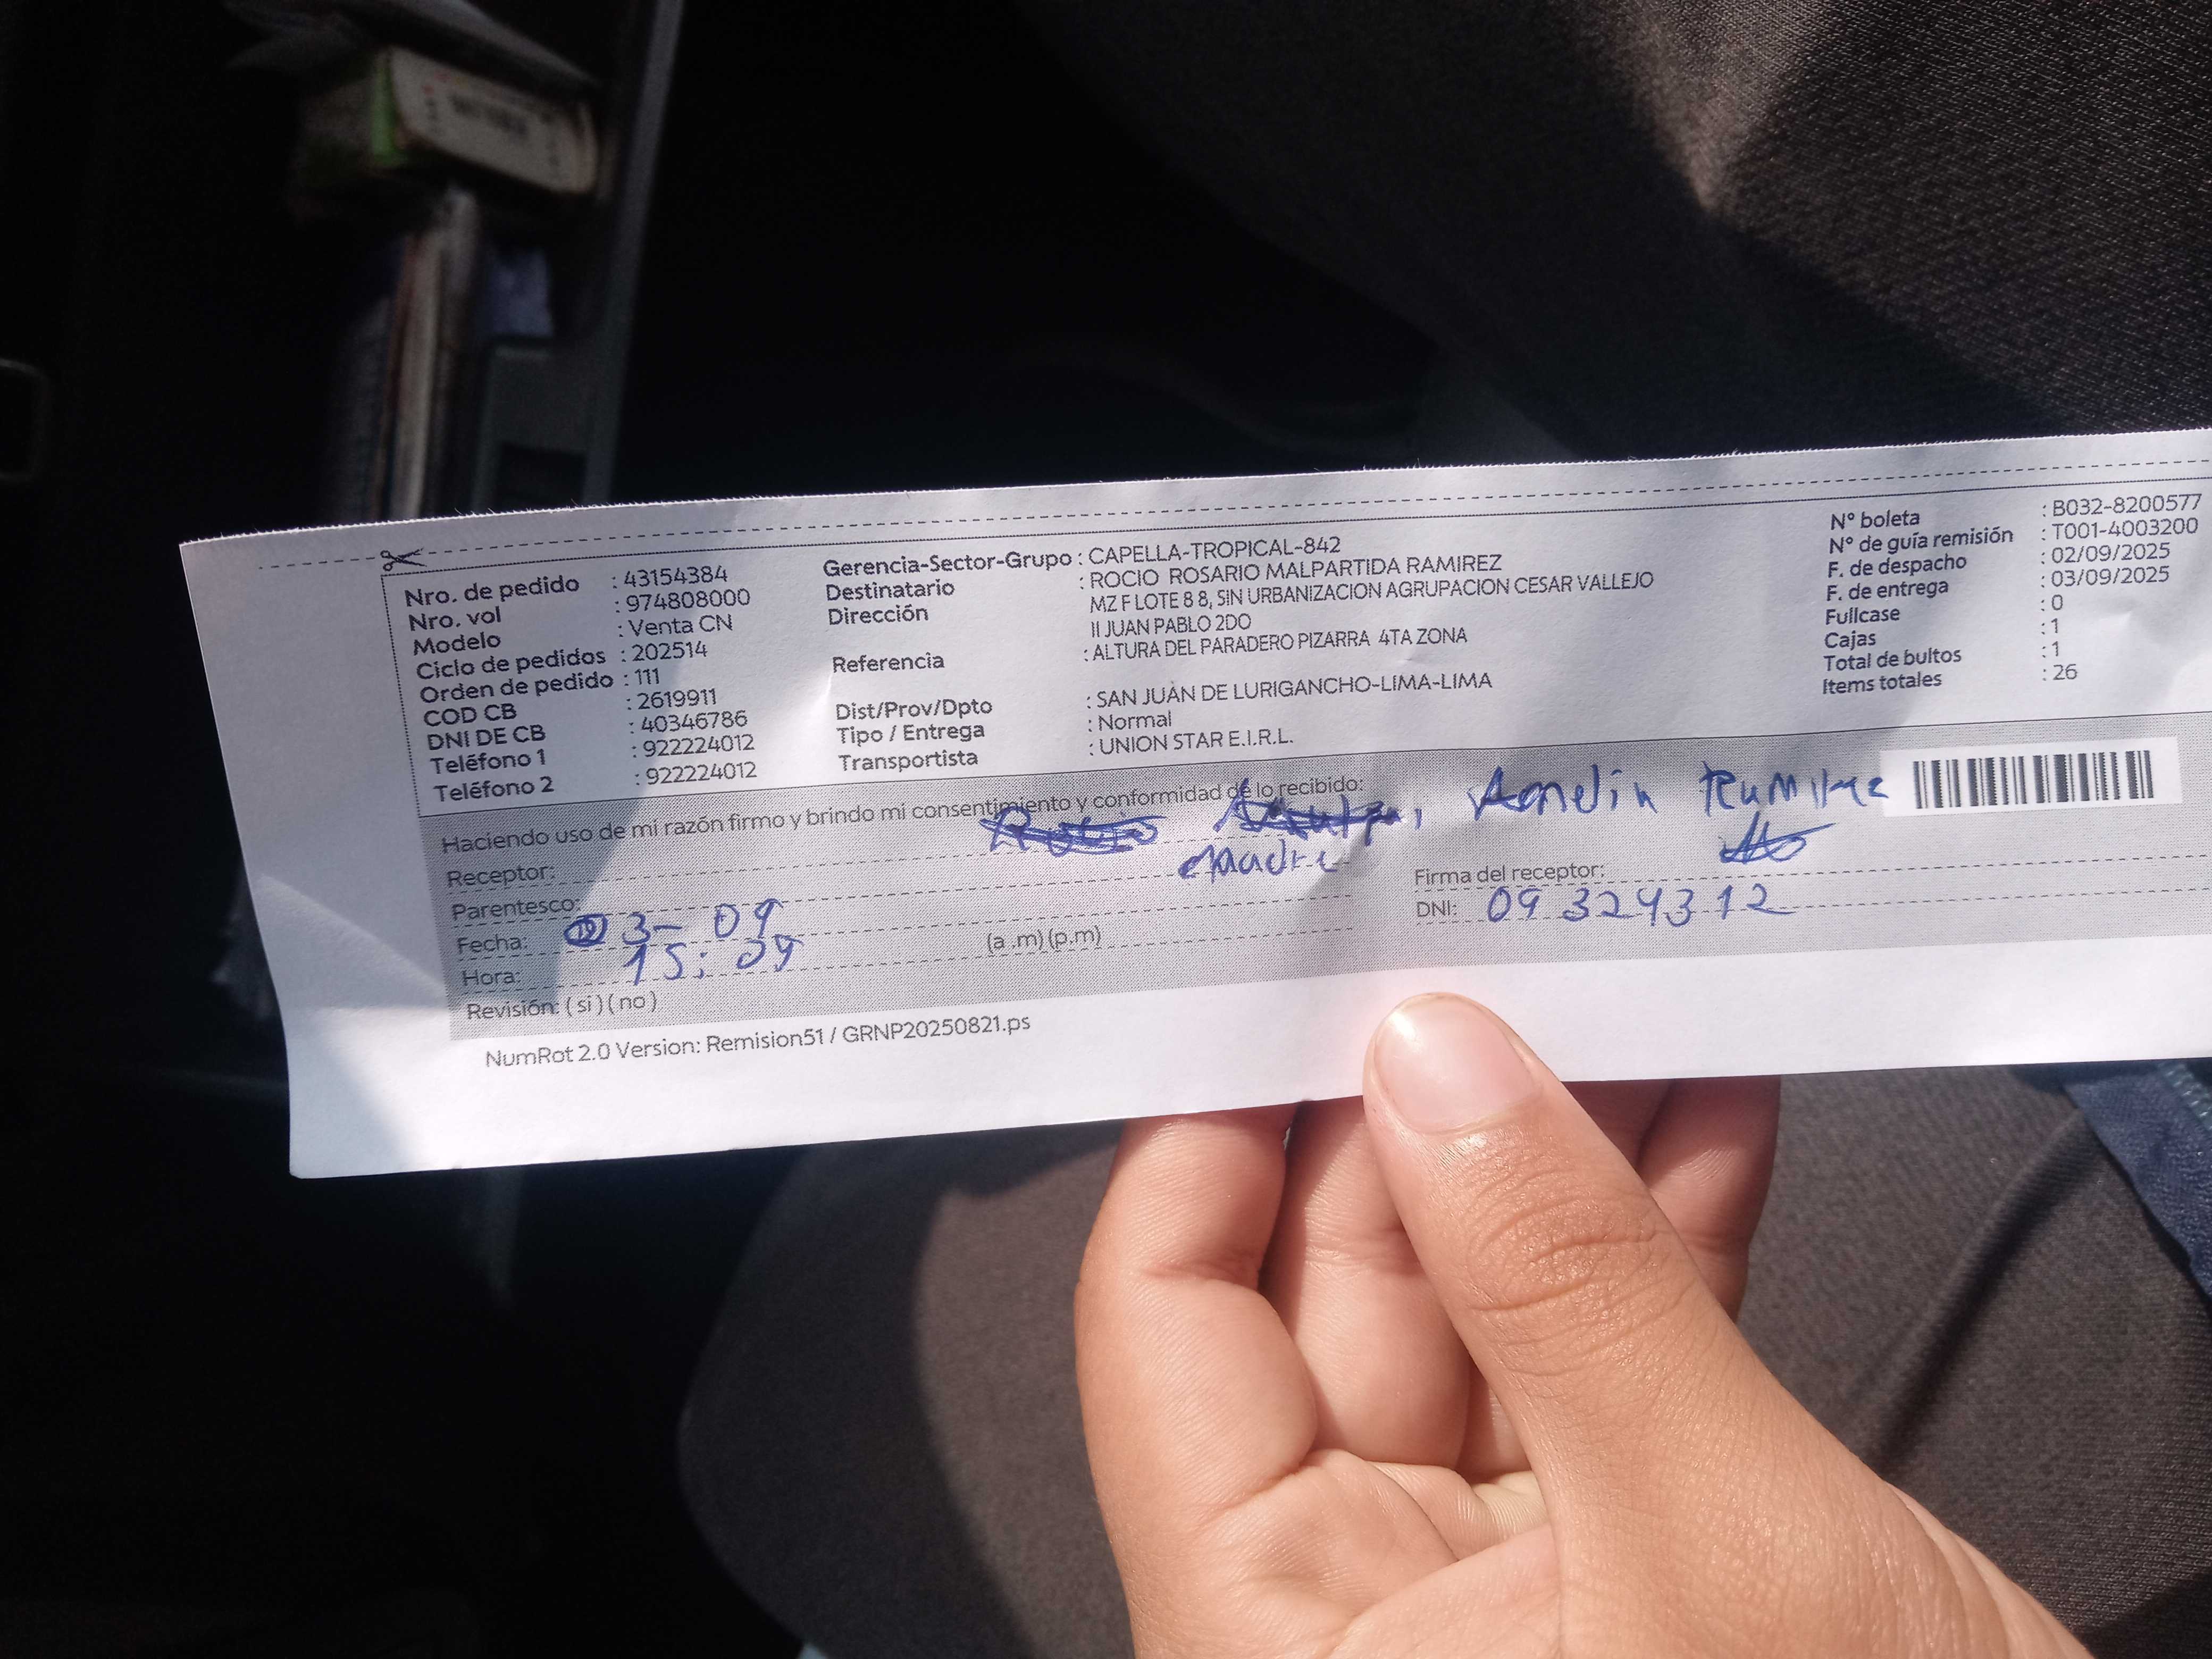 Nro. de pedido : 43154384
Nro. vol : 974808000
Modelo : Venta CN
Ciclo de pedidos : 202514
Orden de pedido : 111
COD CB : 2619911
DNI DE CB : 40346786
Teléfono 1 : 922224012
Teléfono 2 : 922224012
Gerencia-Sector-Grupo : CAPELLA-TROPICAL-842
Destinatario : ROCIO ROSARIO MALPARTIDA RAMIREZ
Dirección MZ F LOTE 8 8, SIN URBANIZACION AGRUPACION CESAR VALLEJO
II JUAN PABLO 2DO
Referencia : ALTURA DEL PARADERO PIZARRA 4TA ZONA
Dist/Prov/Dpto : SAN JUAN DE LURIGANCHO-LIMA-LIMA
Tipo / Entrega : Normal
Transportista : UNION STAR E.I.R.L.
N° boleta : B032-8200577
N° de guía remisión : T001-4003200
F. de despacho : 02/09/2025
F. de entrega : 03/09/2025
Fullcase : 0
Cajas : 1
Total de bultos : 1
Items totales : 26
Haciendo uso de mi razón firmo y brindo mi consentimiento y conformidad de lo recibido:
Receptor:
Parentesco: Madre
Fecha: 3- 09
Hora: 15: 09 (a .m) (p.m)
Revisión: ( si ) ( no )
Firma del receptor:
DNI: 09 324312
NumRot 2.0 Version: Remision51 / GRNP20250821.ps